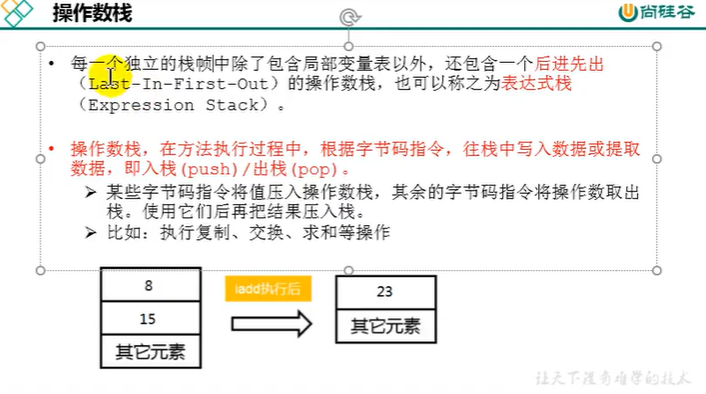 操作数栈
尚硅谷
• 每一个独立的栈帧中除了包含局部变量表以外，还包含一个后进先出
（Last-In-First-Out）的操作数栈，也可以称之为表达式栈
（Expression Stack）。
• 操作数栈，在方法执行过程中，根据字节码指令，往栈中写入数据或提取
数据，即入栈(push)/出栈(pop)。
➢ 某些字节码指令将值压入操作数栈，其余的字节码指令将操作数取出
栈。使用它们后再把结果压入栈。
➢ 比如：执行复制、交换、求和等操作
8
15
其它元素
iadd执行后
23
其它元素
让天下没有难学的技术